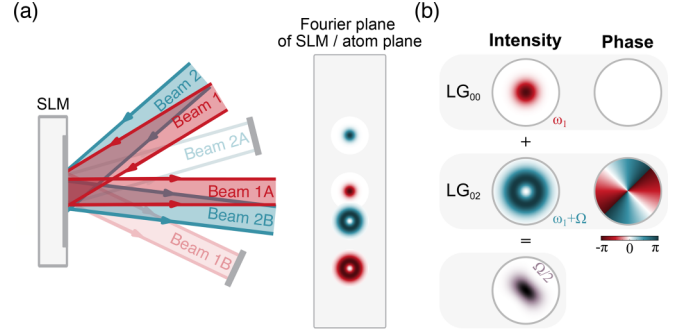 (a)
Fourier plane
of SLM / atom plane
SLM
Beam 2
Beam 1
Beam 2A
Beam 1A
Beam 2B
Beam 1B
(b)
Intensity Phase
LG₀₀
ω₁
+
LG₀₂
ω₁+Ω
-π 0 π
=
Ω/2